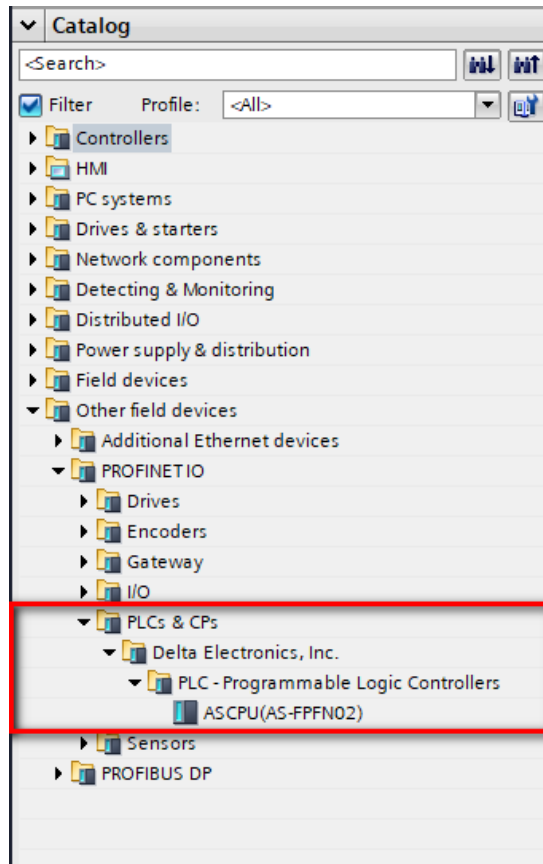 Catalog
<Search>
Filter Profile: <All>
Controllers
HMI
PC systems
Drives & starters
Network components
Detecting & Monitoring
Distributed I/O
Power supply & distribution
Field devices
Other field devices
Additional Ethernet devices
PROFINET IO
Drives
Encoders
Gateway
I/O
PLCs & CPs
Delta Electronics, Inc.
PLC - Programmable Logic Controllers
ASCPU(AS-FPFN02)
Sensors
PROFIBUS DP